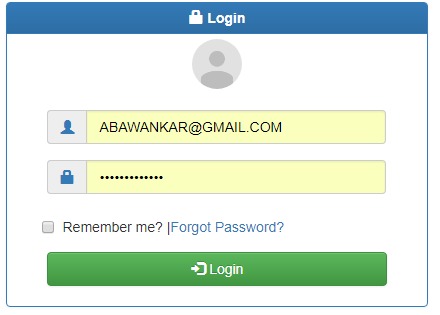 Login
ABAWANKAR@GMAIL.COM
•••••••••••••
Remember me? |Forgot Password?
Login